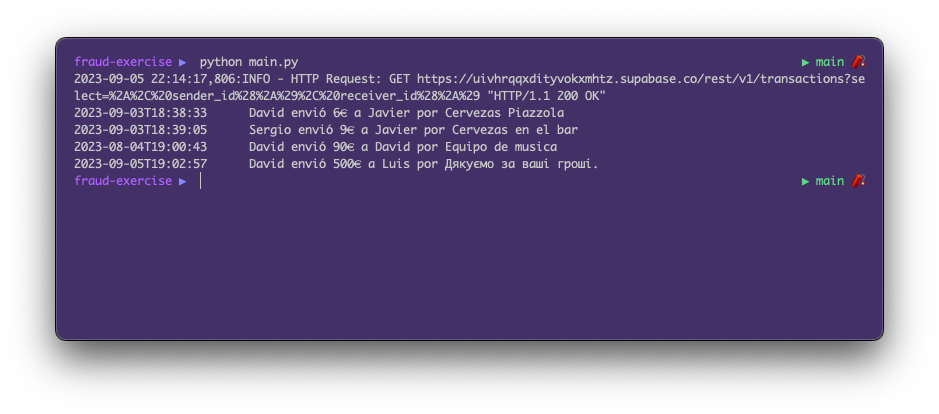 fraud-exercise ▶ python main.py ▶ main 🧨
2023-09-05 22:14:17,806:INFO - HTTP Request: GET https://uivhrqqxdityvokxmhtz.supabase.co/rest/v1/transactions?se
lect=%2A%2C%20sender_id%28%2A%29%2C%20receiver_id%28%2A%29 "HTTP/1.1 200 OK"
2023-09-03T18:38:33 David envió 6€ a Javier por Cervezas Piazzola
2023-09-03T18:39:05 Sergio envió 9€ a Javier por Cervezas en el bar
2023-08-04T19:00:43 David envió 90€ a David por Equipo de musica
2023-09-05T19:02:57 David envió 500€ a Luis por Дякуємо за ваші гроші.
fraud-exercise ▶ ▶ main 🧨